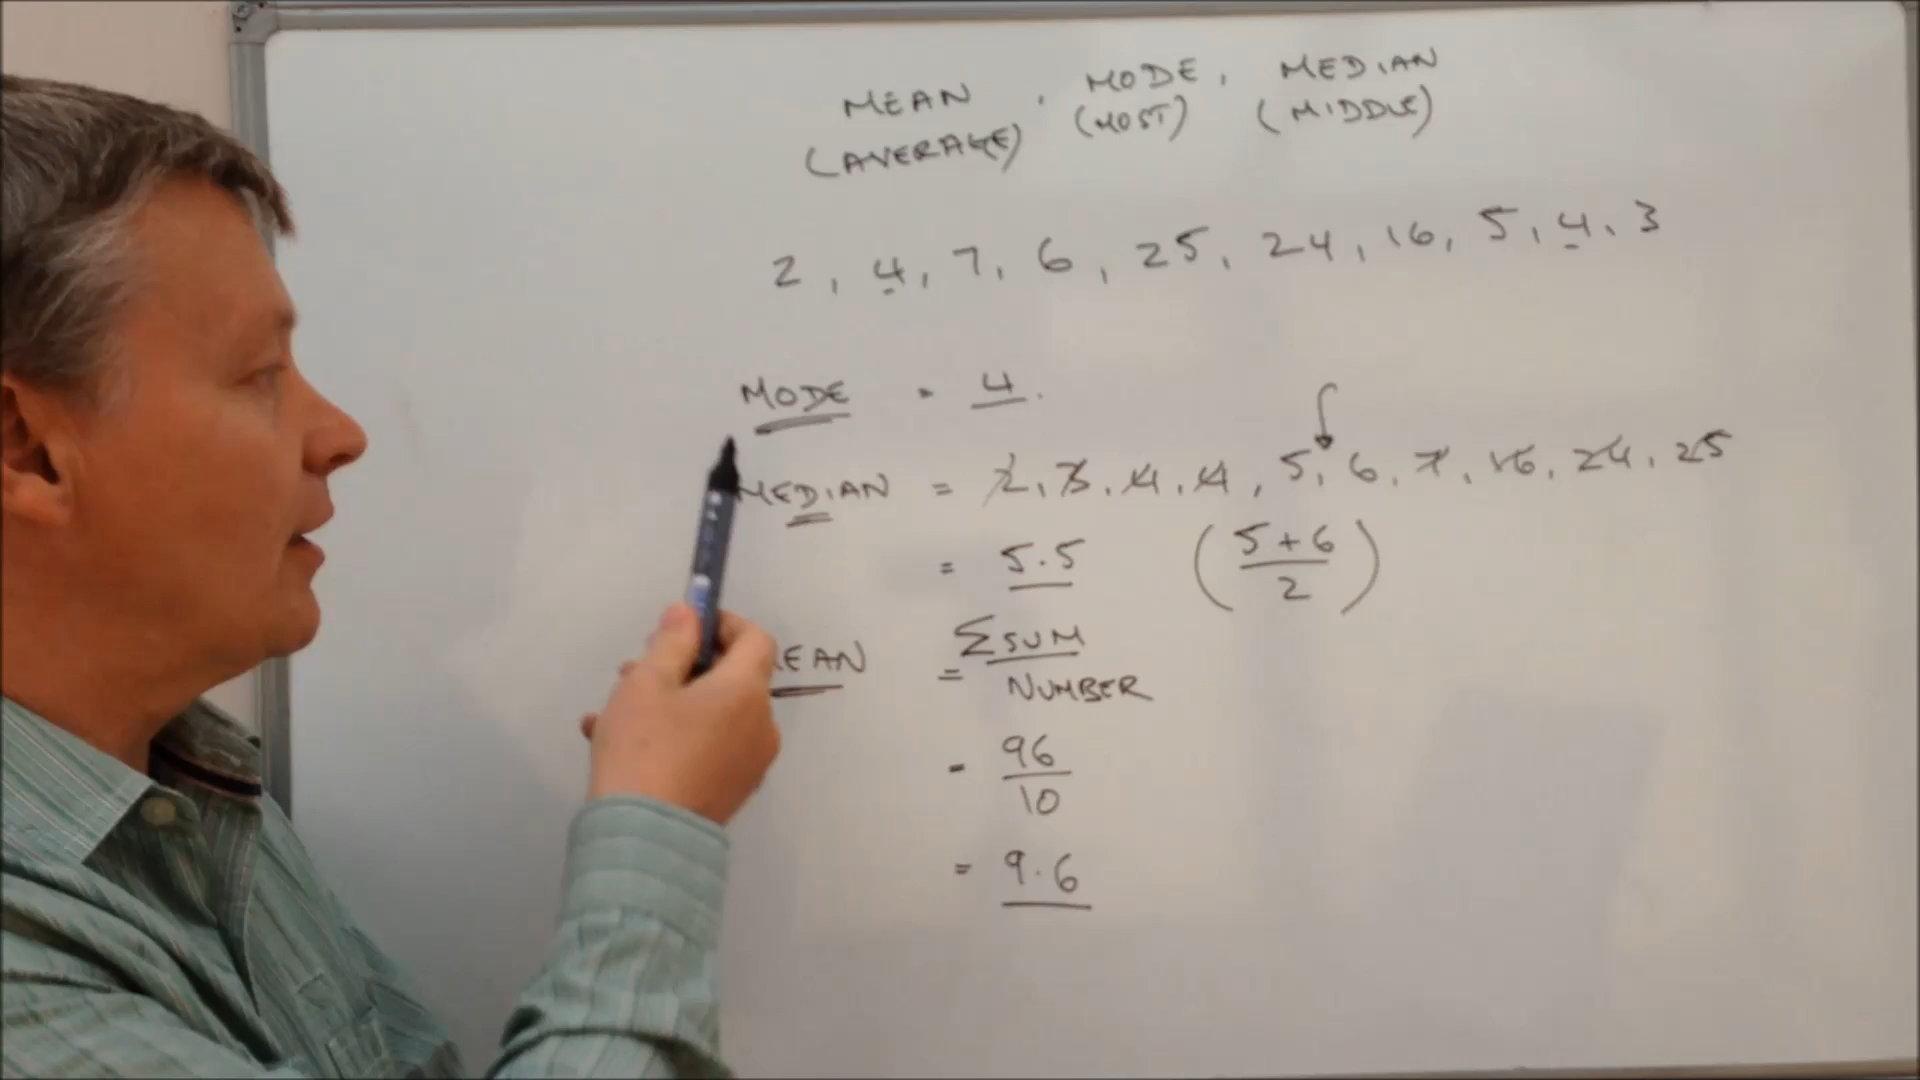 MEAN, MODE, MEDIAN
(AVERAGE) (MOST) (MIDDLE)
2, 4, 7, 6, 25, 24, 16, 5, 4, 3
MODE = 4.
MEDIAN = 2, 3, 4, 4, 5, 6, 7, 16, 24, 25
= 5.5 (5+6/2)
= ΣSUM
EAN
NUMBER
= 96
10
= 9.6